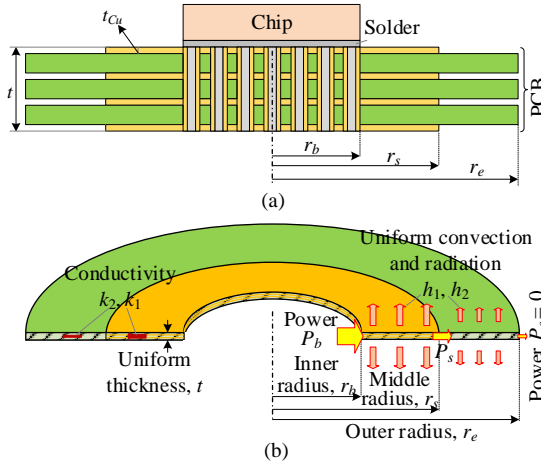 t_Cu
Chip
Solder
t
PCB
r_b
r_s
r_e
(a)
Conductivity
k_2, k_1
Uniform convection
and radiation
h_1, h_2
Power
P_b
P_s
Power P_e = 0
Uniform
thickness, t
Inner
radius, r_b
Middle
radius, r_s
Outer radius, r_e
(b)